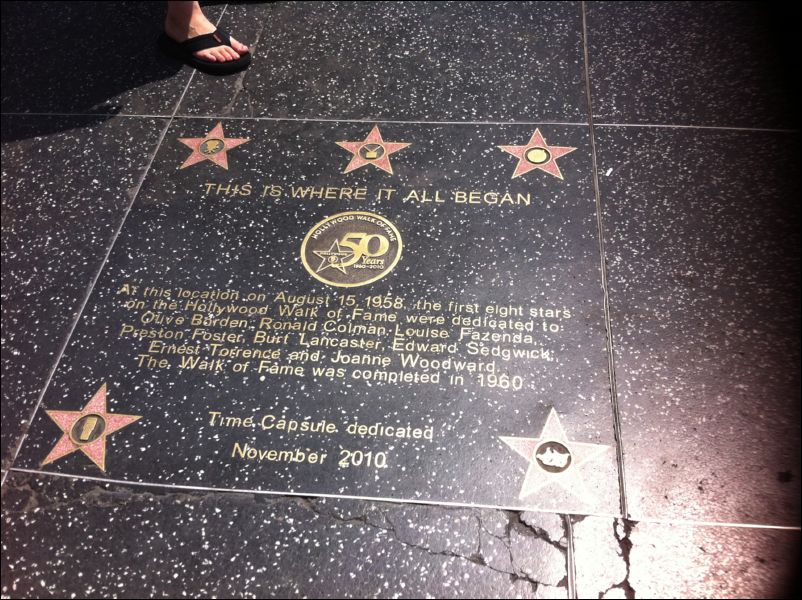 THIS IS WHERE IT ALL BEGAN
HOLLYWOOD WALK OF FAME
50
HOLLYWOOD
Years
1960-2010
At this location on August 15, 1958, the first eight stars
on the Hollywood Walk of Fame were dedicated to:
Olive Borden, Ronald Colman, Louise Fazenda,
Preston Foster, Burt Lancaster, Edward Sedgwick,
Ernest Torrence and Joanne Woodward.
The Walk of Fame was completed in 1960.
Time Capsule dedicated
November 2010